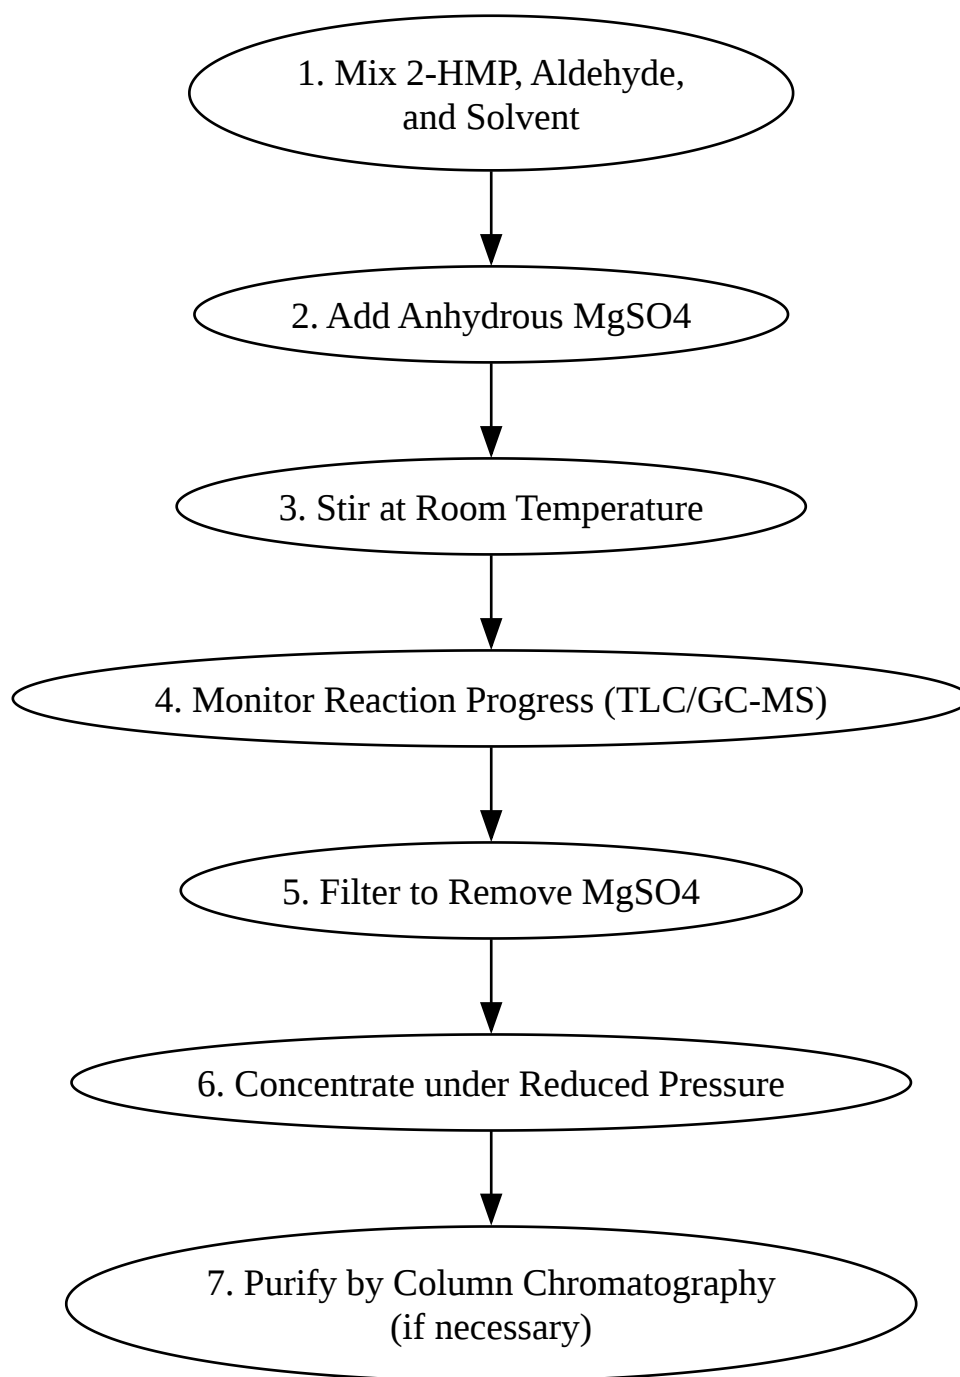 1. Mix 2-HMP, Aldehyde,
and Solvent
2. Add Anhydrous MgSO4
3. Stir at Room Temperature
4. Monitor Reaction Progress (TLC/GC-MS)
5. Filter to Remove MgSO4
6. Concentrate under Reduced Pressure
7. Purify by Column Chromatography
(if necessary)